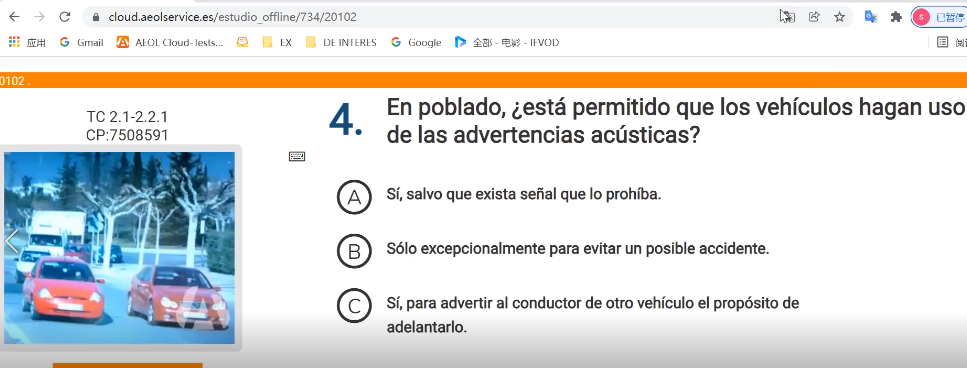 cloud.aeolservice.es/estudio_offline/734/20102
S 已暂停
应用 Gmail AEOL Cloud-Tests... EX DE INTERES Google 全部 - 电影 - IFVOD
0102 .
TC 2.1-2.2.1
CP:7508591
4. En poblado, ¿está permitido que los vehículos hagan uso
de las advertencias acústicas?
A Sí, salvo que exista señal que lo prohíba.
B Sólo excepcionalmente para evitar un posible accidente.
C Sí, para advertir al conductor de otro vehículo el propósito de
adelantarlo.